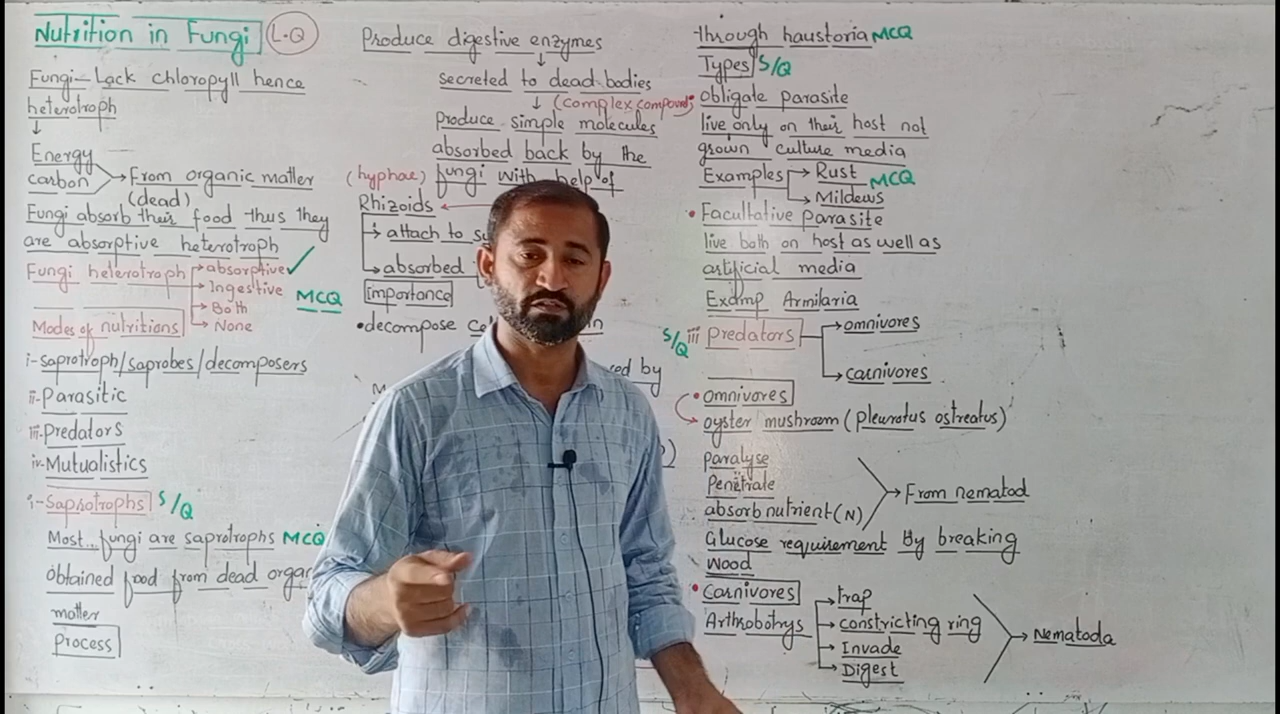 Nutrition in Fungi L.Q
Fungi-Lack chloropyll hence
heterotroph
Energy
carbon → From organic matter
(dead)
Fungi absorb their food thus they
are absorptive heterotroph
Fungi heterotroph → absorptive ✓
→ Ingestive
→ Both
→ None
MCQ
Modes of nutritions
i-saprotroph/saprobes/decomposers
ii-Parasitic
iii-Predators
iv-Mutualistics
i-Saprotrophs S/Q
Most...fungi are saprotrophs MCQ
obtained food from dead organ
matter
Process
Produce digestive enzymes
↓
secreted to dead bodies
↓ (complex compound)
produce simple molecules
absorbed back by the
fungi with help of
(hyphae)
Rhizoids
→ attach to su
→ absorbed
Importance
•decompose ce in
ed by
through haustoria MCQ
Types S/Q
• obligate parasite
live only on their host not
grown culture media
Examples → Rust
→ Mildews
MCQ
• Facultative Parasite
live both on host as well as
artificial media
Examp Armilaria
S/Q iii Predators → omnivores
→ carnivores
• omnivores
oyster mushroom (pleurotus ostreatus)
Paralyse
Penetrate
absorb nutrient (N)
→ From nematod
Glucose requirement By breaking
Wood
• Carnivores
Arthrobotrys → trap
→ constricting ring
→ Invade
→ Digest
→ Nematoda